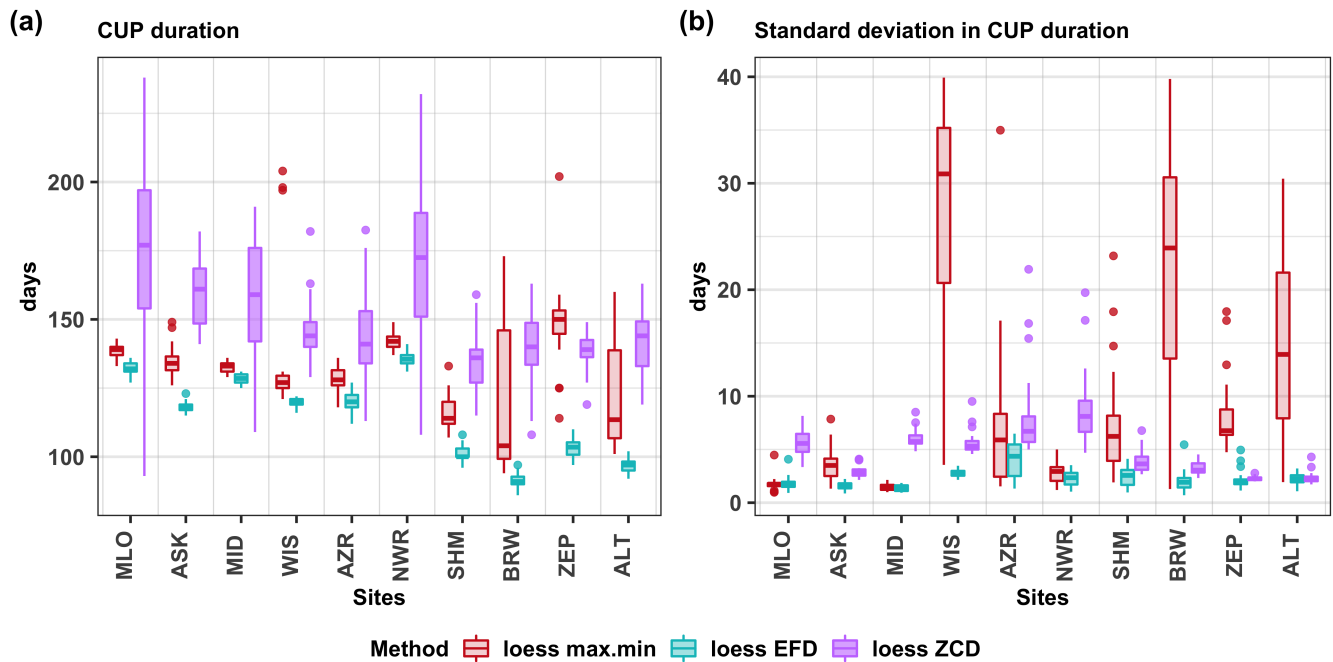 (a)
CUP duration
days
200
150
100
MLO
ASK
MID
WIS
AZR
NWR
SHM
BRW
ZEP
ALT
Sites
(b)
Standard deviation in CUP duration
days
40
30
20
10
0
MLO
ASK
MID
WIS
AZR
NWR
SHM
BRW
ZEP
ALT
Sites
Method loess max.min loess EFD loess ZCD